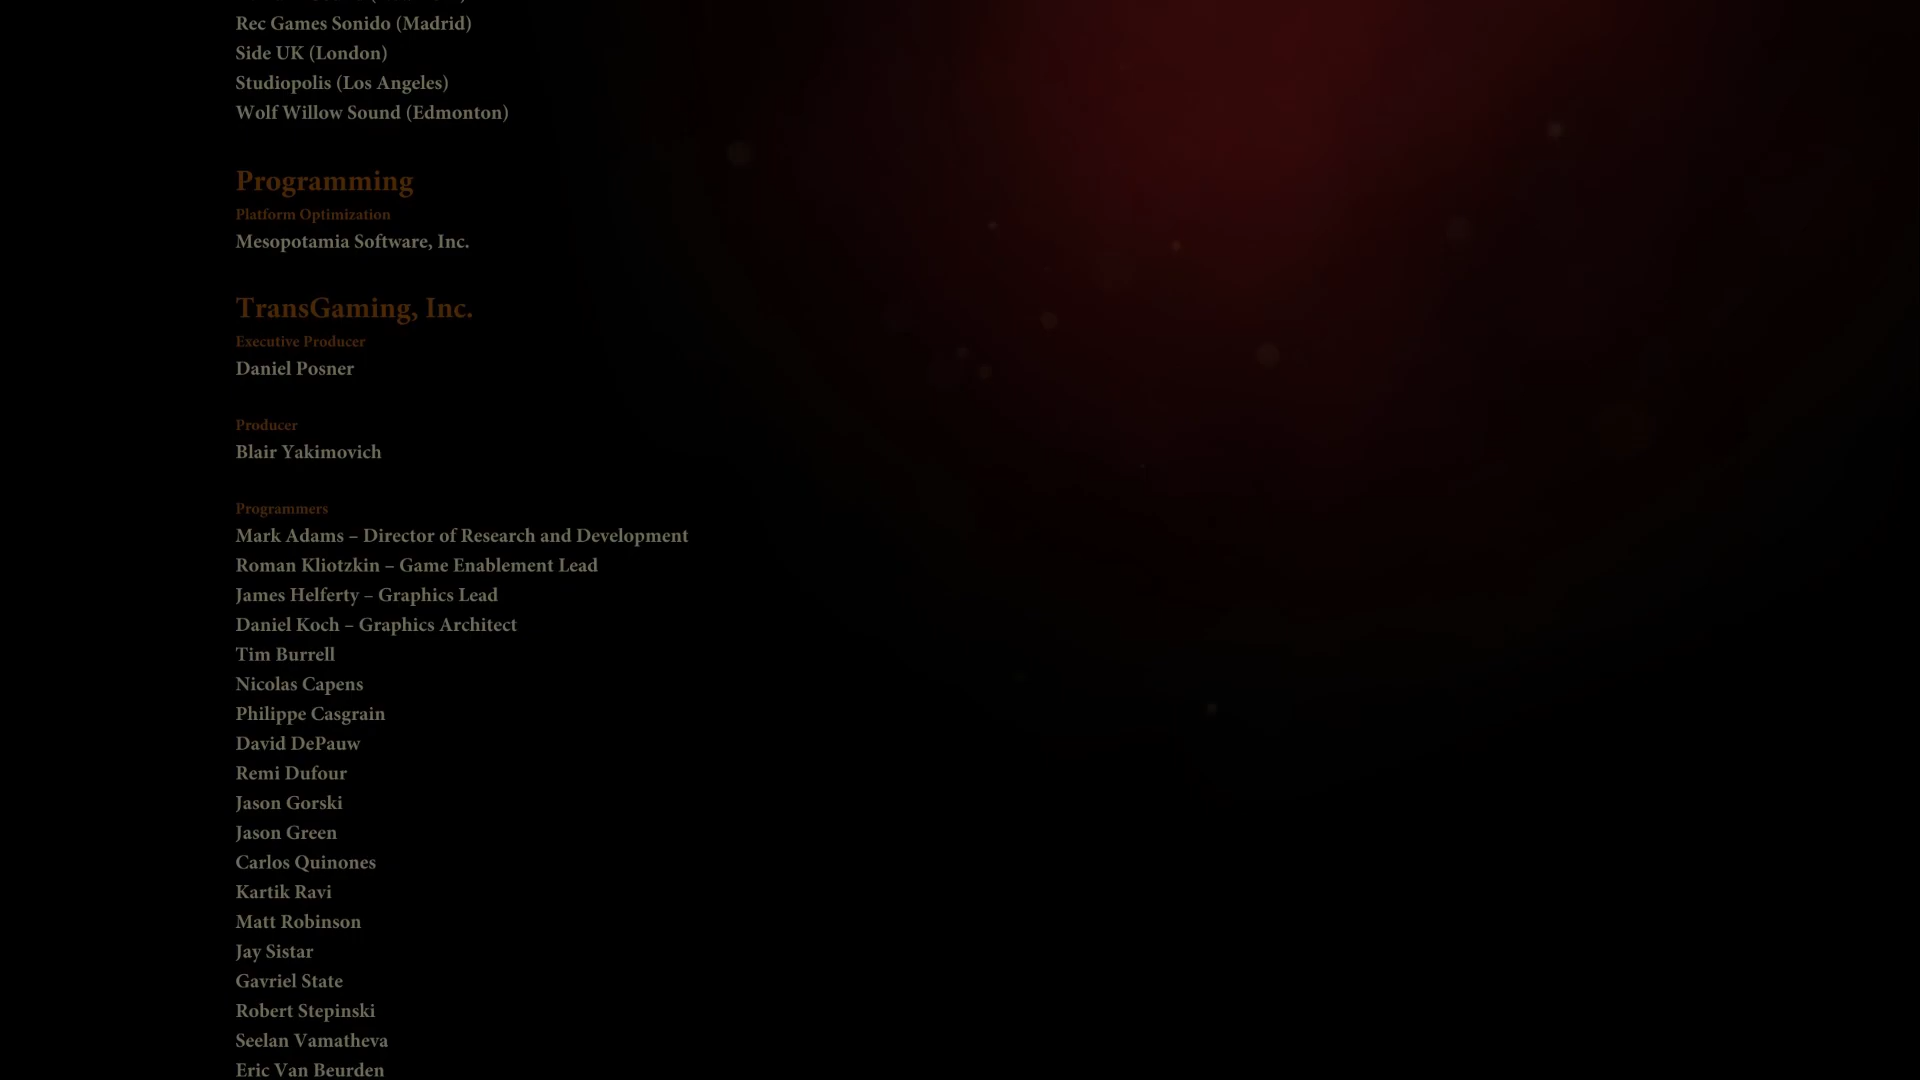 Rec Games Sonido (Madrid)
Side UK (London)
Studiopolis (Los Angeles)
Wolf Willow Sound (Edmonton)
Programming
Platform Optimization
Mesopotamia Software, Inc.
TransGaming, Inc.
Executive Producer
Daniel Posner
Producer
Blair Yakimovich
Programmers
Mark Adams – Director of Research and Development
Roman Kliotzkin – Game Enablement Lead
James Helferty – Graphics Lead
Daniel Koch – Graphics Architect
Tim Burrell
Nicolas Capens
Philippe Casgrain
David DePauw
Remi Dufour
Jason Gorski
Jason Green
Carlos Quinones
Kartik Ravi
Matt Robinson
Jay Sistar
Gavriel State
Robert Stepinski
Seelan Vamatheva
Eric Van Beurden